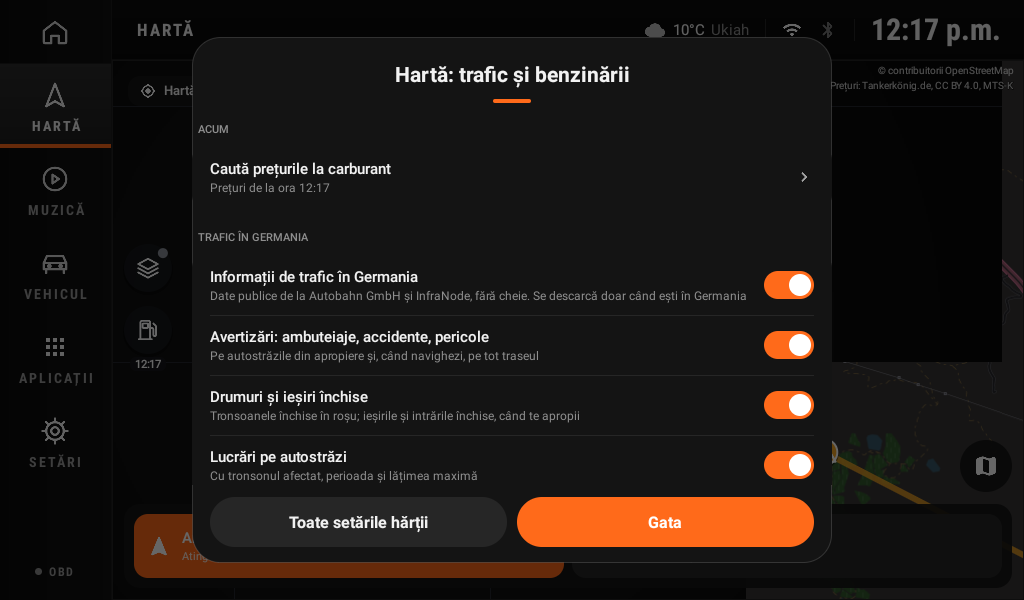 HARTĂ
10°C Ukiah
12:17 p.m.
© contribuitorii OpenStreetMap
Prețuri: Tankerkönig.de, CC BY 4.0, MTS-K
Hartă: trafic și benzinării
ACUM
Caută prețurile la carburant
Prețuri de la ora 12:17
TRAFIC ÎN GERMANIA
Informații de trafic în Germania
Date publice de la Autobahn GmbH și InfraNode, fără cheie. Se descarcă doar când ești în Germania
Avertizări: ambuteiaje, accidente, pericole
Pe autostrăzile din apropiere și, când navighezi, pe tot traseul
Drumuri și ieșiri închise
Tronsoanele închise în roșu; ieșirile și intrările închise, când te apropii
Lucrări pe autostrăzi
Cu tronsonul afectat, perioada și lățimea maximă
Toate setările hărții
Gata
HARTĂ
MUZICĂ
VEHICUL
APLICAȚII
SETĂRI
OBD
Hartă
12:17